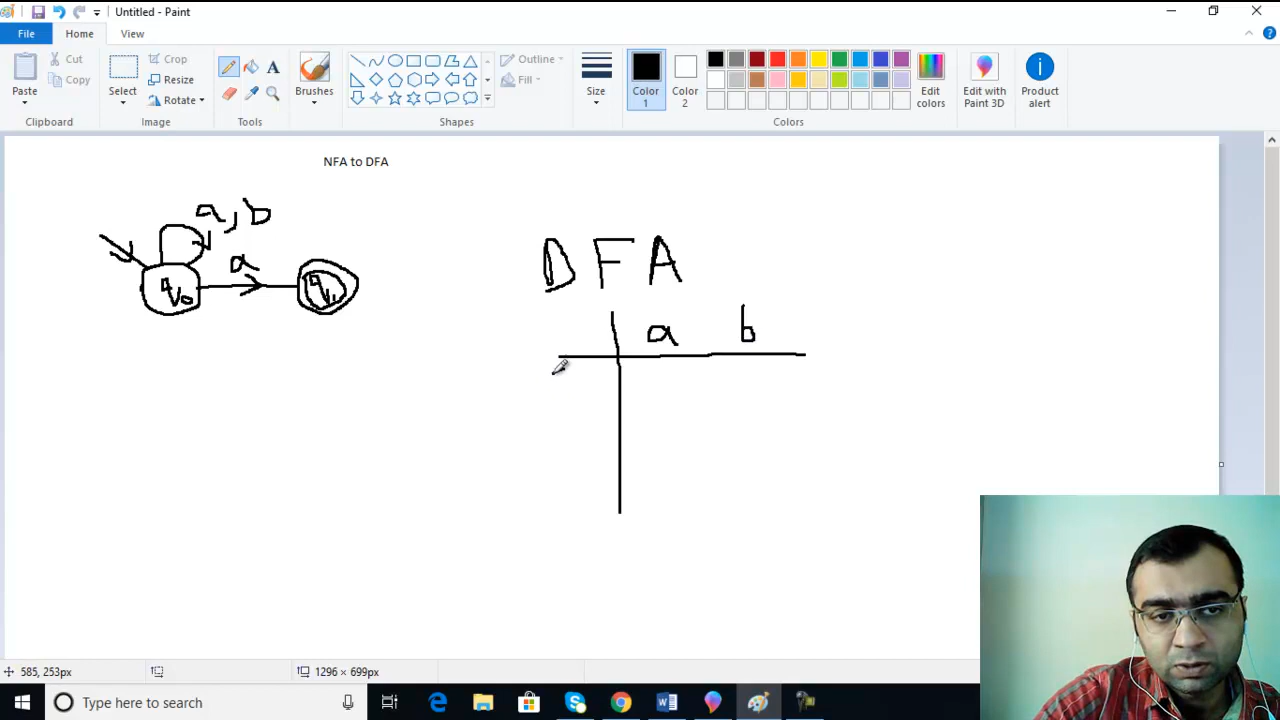 Untitled - Paint
File
Home
View
Paste
Cut
Copy
Clipboard
Select
Crop
Resize
Rotate
Image
A
Tools
Brushes
Shapes
Outline
Fill
Size
Color 1
Color 2
Edit colors
Colors
Edit with Paint 3D
Product alert
NFA to DFA
a, b
a
q0
q1
DFA
a b
585, 253px
1296 × 699px
Type here to search